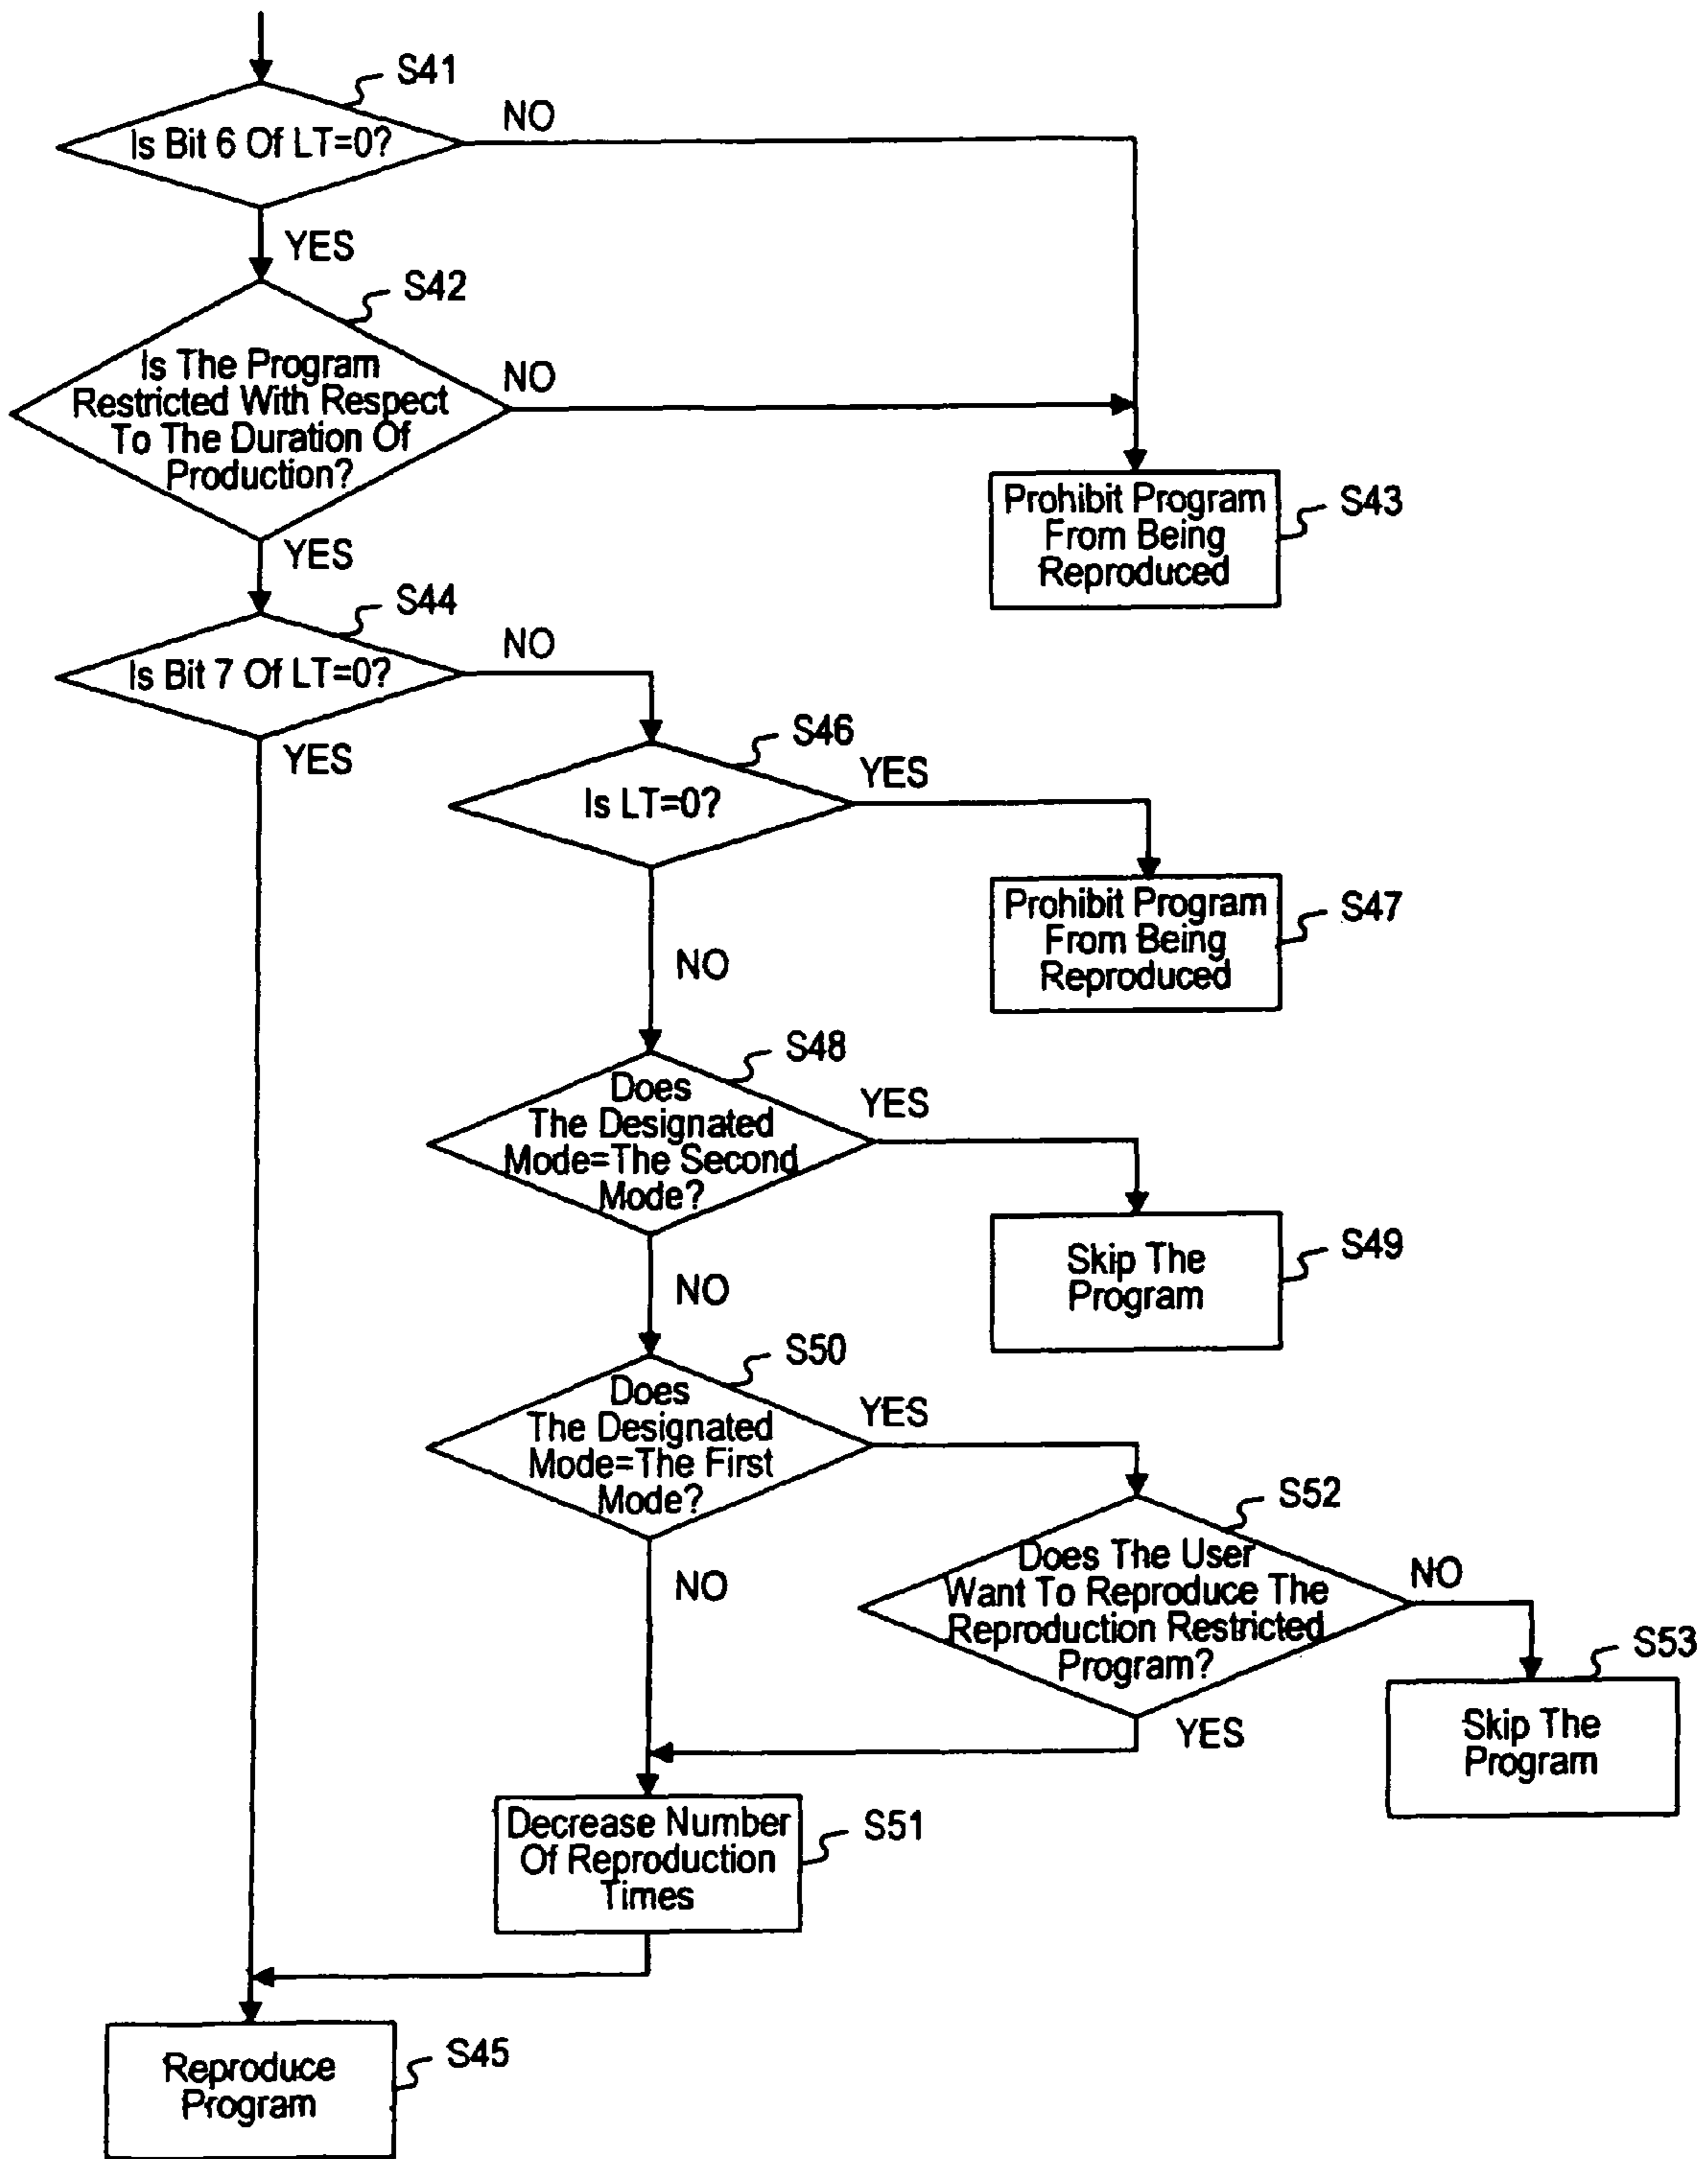 S41
Is Bit 6 Of LT=0?
NO
YES
S42
Is The Program
Restricted With Respect
To The Duration Of
Production?
NO
YES
Prohibit Program
From Being
Reproduced
S43
S44
Is Bit 7 Of LT=0?
NO
YES
S46
Is LT=0?
YES
NO
Prohibit Program
From Being
Reproduced
S47
S48
Does
The Designated
Mode=The Second
Mode?
YES
NO
Skip The
Program
S49
S50
Does
The Designated
Mode=The First
Mode?
YES
NO
S52
Does The User
Want To Reproduce The
Reproduction Restricted
Program?
NO
YES
S53
Skip The
Program
Decrease Number
Of Reproduction
Times
S51
Reproduce
Program
S45